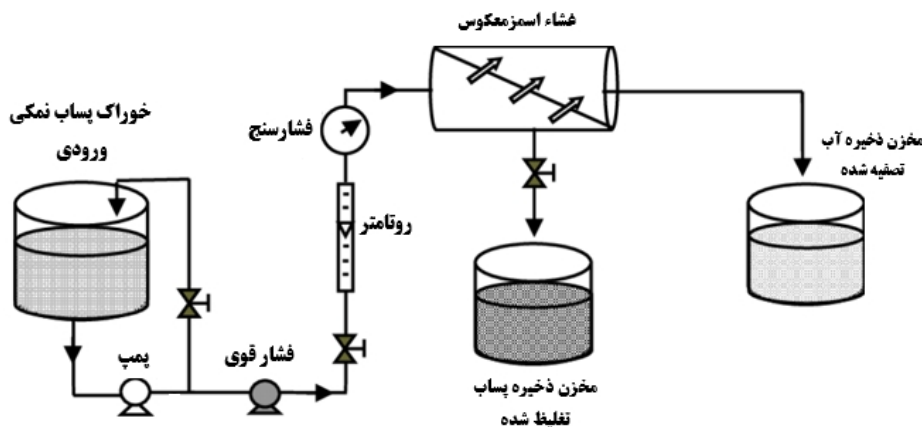 غشاء اسمزمعکوس
خوراک پساب نمکی
ورودی
فشارسنج
مخزن ذخیره آب
تصفیه شده
روتامتر
پمپ
فشار قوی
مخزن ذخیره پساب
تغلیظ شده